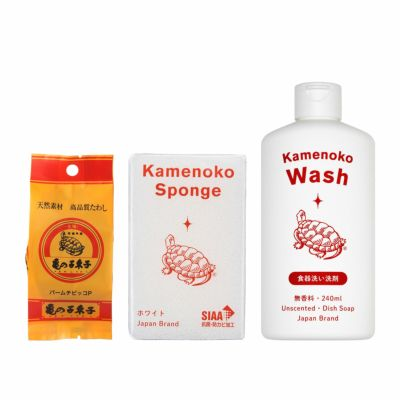 天然素材 高品質たわし
亀の子束子
パームチビッコP
亀の子束子
Kamenoko
Sponge
ホワイト
Japan Brand
SIAA
抗菌・防カビ加工
Kamenoko
Wash
食器洗い洗剤
無香料・240ml
Unscented・Dish Soap
Japan Brand